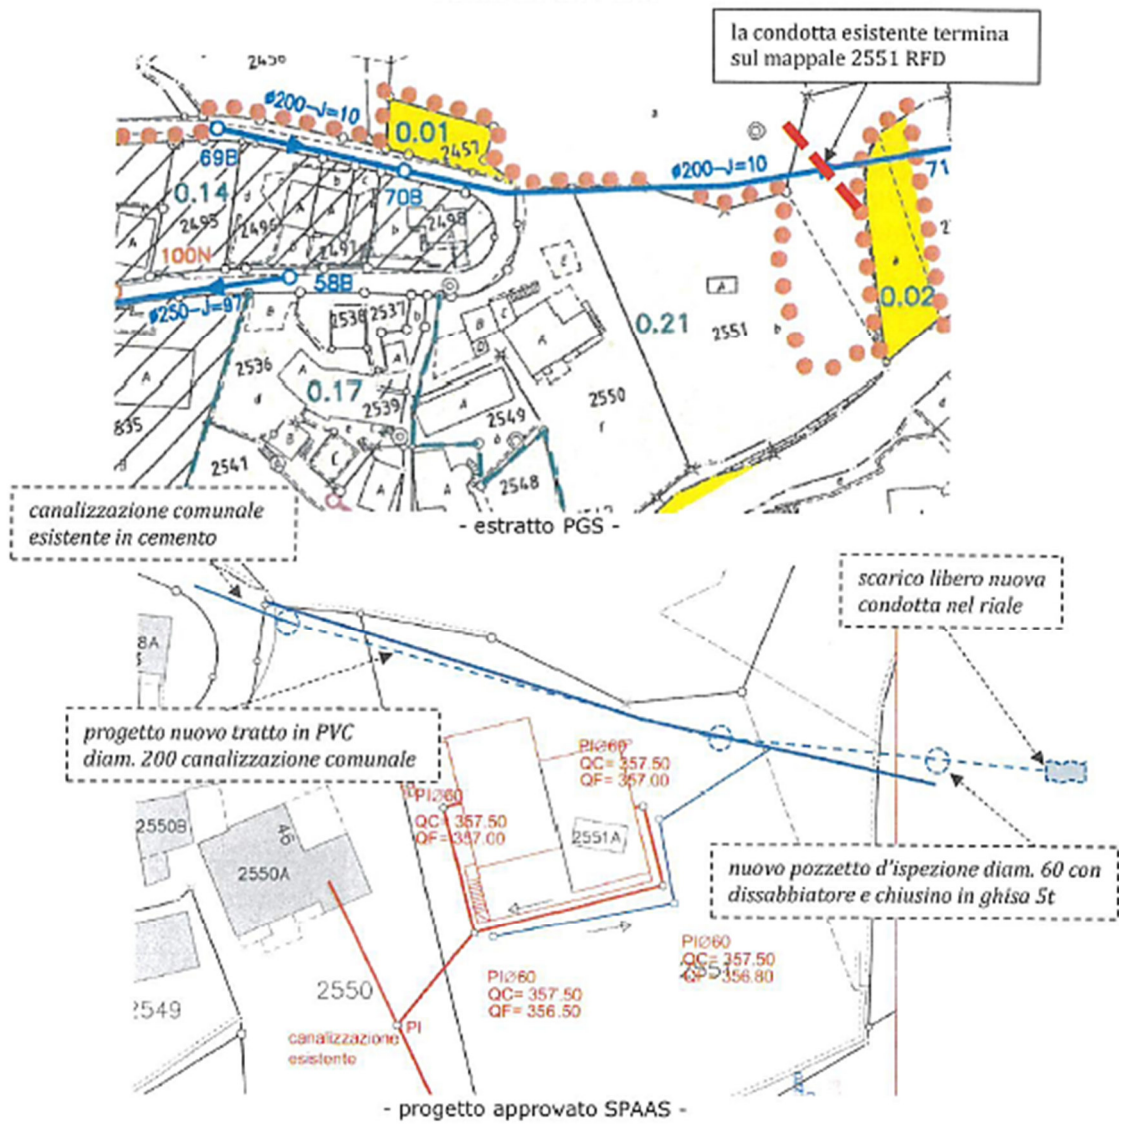 la condotta esistente termina
sul mappale 2551 RFD
2456
ø200-J=10
0.01
2457
69B
0.14
70B
ø200-J=10
71
2495
2496
2497
2498
100N
58B
ø250-J=97
2538
2537
0.21
2551
0.02
A
B
C
E
2536
0.17
2539
2550
f
835
2549
2541
2548
- estratto PGS -
canalizzazione comunale
esistente in cemento
scarico libero nuova
condotta nel riale
8A
progetto nuovo tratto in PVC
diam. 200 canalizzazione comunale
PIØ60
QC= 357.50
QF= 357.00
PIØ60
QC= 357.50
QF= 357.00
2550B
46
2550A
2551A
nuovo pozzetto d'ispezione diam. 60 con
dissabbiatore e chiusino in ghisa 5t
PIØ60
QC= 357.50
QF= 356.80
2551
PIØ60
QC= 357.50
QF= 356.50
2550
2549
PI
canalizzazione
esistente
- progetto approvato SPAAS -